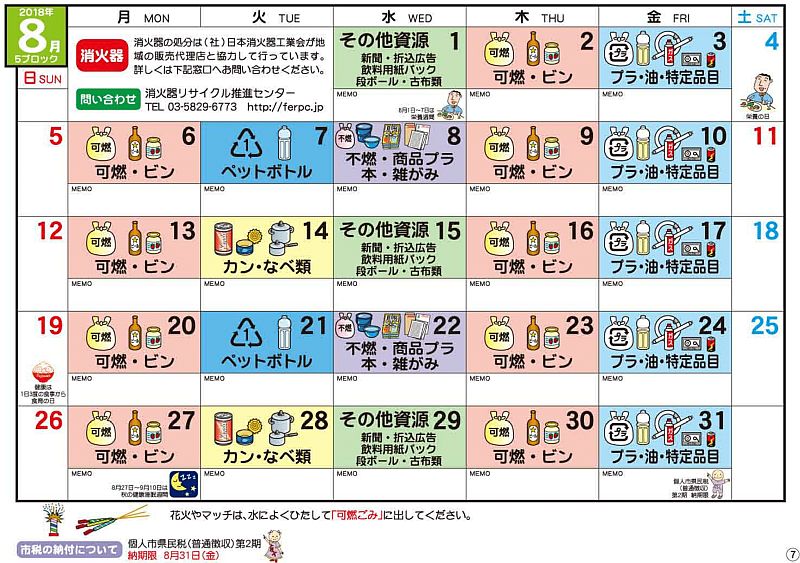 2018年
8月
5ブロック
日 SUN
月 MON
火 TUE
水 WED
木 THU
金 FRI
土 SAT
消火器
消火器の処分は(社)日本消火器工業会が地
域の販売代理店と協力して行っています。
詳しくは下記窓口へお問い合わせください。
問い合わせ
消火器リサイクル推進センター
TEL 03-5829-6773 http://ferpc.jp
その他資源 1
新聞・折込広告
飲料用紙パック
段ボール・古布類
MEMO
8月1日~7日は
栄養週間
可燃
2
可燃・ビン
MEMO
プラ
3
プラ・油・特定品目
MEMO
4
栄養の日
5
可燃
6
可燃・ビン
MEMO
1
7
ペットボトル
MEMO
不燃
8
不燃・商品プラ
本・雑がみ
MEMO
可燃
9
可燃・ビン
MEMO
プラ
10
プラ・油・特定品目
MEMO
11
12
可燃
13
可燃・ビン
MEMO
14
カン・なべ類
MEMO
その他資源 15
新聞・折込広告
飲料用紙パック
段ボール・古布類
MEMO
可燃
16
可燃・ビン
MEMO
プラ
17
プラ・油・特定品目
MEMO
18
19
健康は
1日3度の食事から
食育の日
可燃
20
可燃・ビン
MEMO
1
21
ペットボトル
MEMO
不燃
22
不燃・商品プラ
本・雑がみ
MEMO
可燃
23
可燃・ビン
MEMO
プラ
24
プラ・油・特定品目
MEMO
25
26
可燃
27
可燃・ビン
MEMO
8月27日~9月10日は
秋の健康睡眠週間
28
カン・なべ類
MEMO
その他資源 29
新聞・折込広告
飲料用紙パック
段ボール・古布類
MEMO
可燃
30
可燃・ビン
MEMO
プラ
31
プラ・油・特定品目
MEMO
個人市県民税
(普通徴収)
第2期 納期限
花火やマッチは、水によくひたして「可燃ごみ」に出してください。
市税の納付について
個人市県民税(普通徴収)第2期
納期限 8月31日(金)
⑦